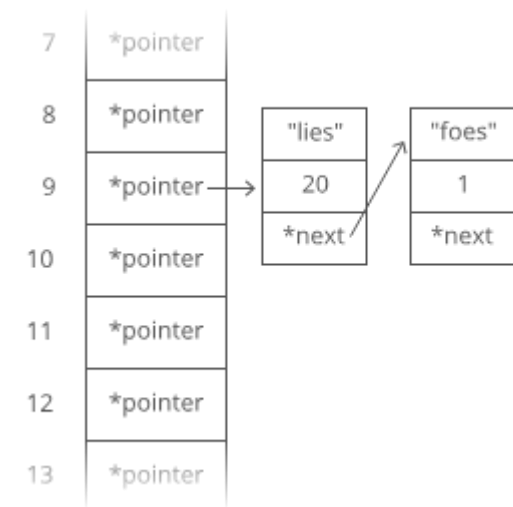 7 *pointer
8 *pointer "lies" "foes"
9 *pointer 20 1
*next *next
10 *pointer
11 *pointer
12 *pointer
13 *pointer